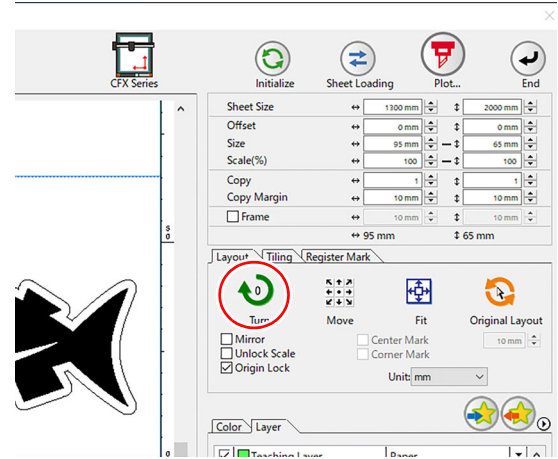 CFX Series
Initialize
Sheet Loading
Plot...
End
Sheet Size 1300 mm 2000 mm
Offset 0 mm 0 mm
Size 95 mm 65 mm
Scale(%) 100 100
Copy 1 1
Copy Margin 10 mm 10 mm
Frame 10 mm 10 mm
95 mm 65 mm
Layout Tiling Register Mark
0
Turn Move Fit Original Layout
Mirror Center Mark 10 mm
Unlock Scale Corner Mark
Origin Lock
Unit: mm
Color Layer
Teaching Layer Paper